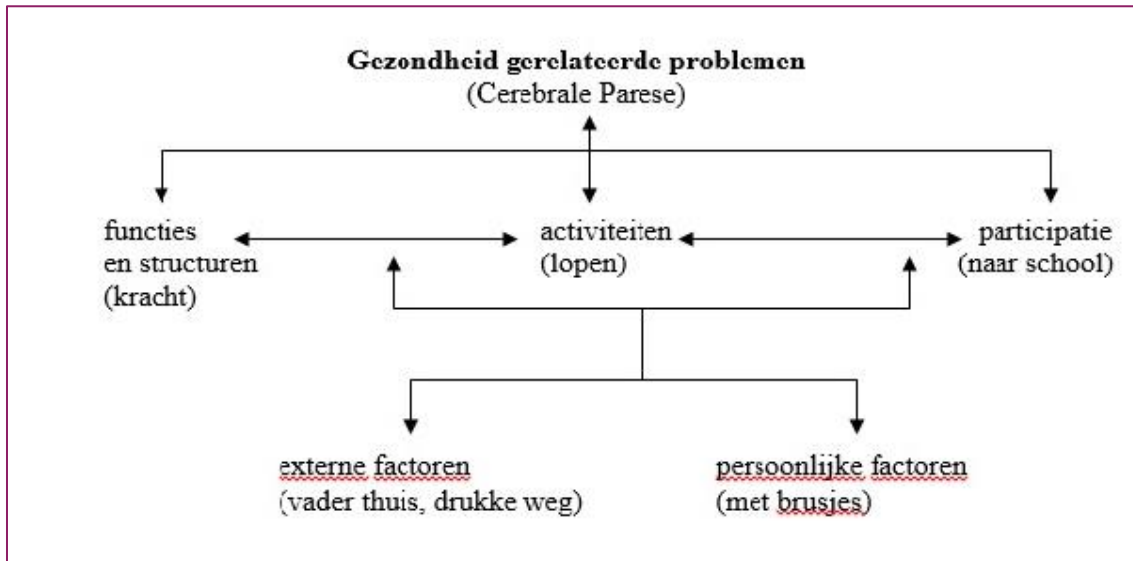 Gezondheid gerelateerde problemen
(Cerebrale Parese)
functies
en structuren
(kracht)
activiteiten
(lopen)
participatie
(naar school)
externe factoren
(vader thuis, drukke weg)
persoonlijke factoren
(met brusjes)